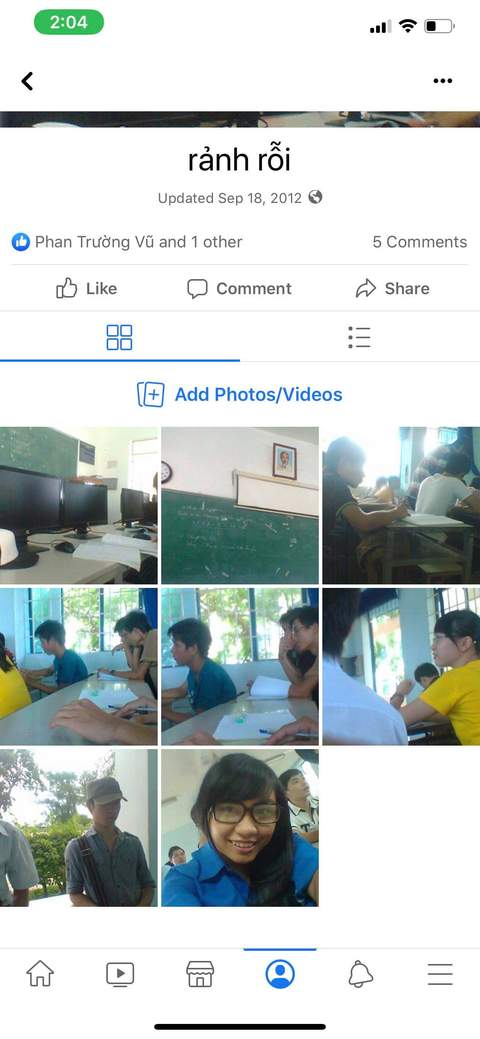 2:04
rảnh rỗi
Updated Sep 18, 2012
Phan Trường Vũ and 1 other
5 Comments
Like
Comment
Share
Add Photos/Videos